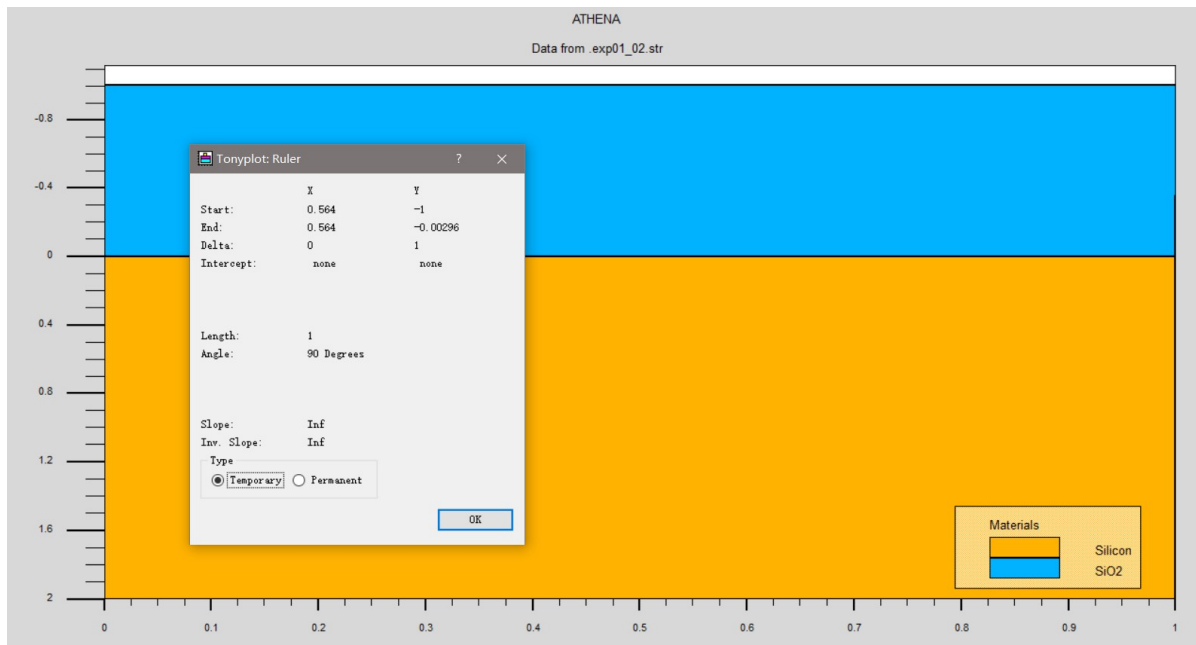 ATHENA
Data from .exp01_02.str
-0.8
-0.4
0
0.4
0.8
1.2
1.6
2
Tonyplot: Ruler ? ×
X Y
Start: 0.564 -1
End: 0.564 -0.00296
Delta: 0 1
Intercept: none none
Length: 1
Angle: 90 Degrees
Slope: Inf
Inv. Slope: Inf
Type
Temporary Permanent
OK
Materials
Silicon
SiO2
0 0.1 0.2 0.3 0.4 0.5 0.6 0.7 0.8 0.9 1